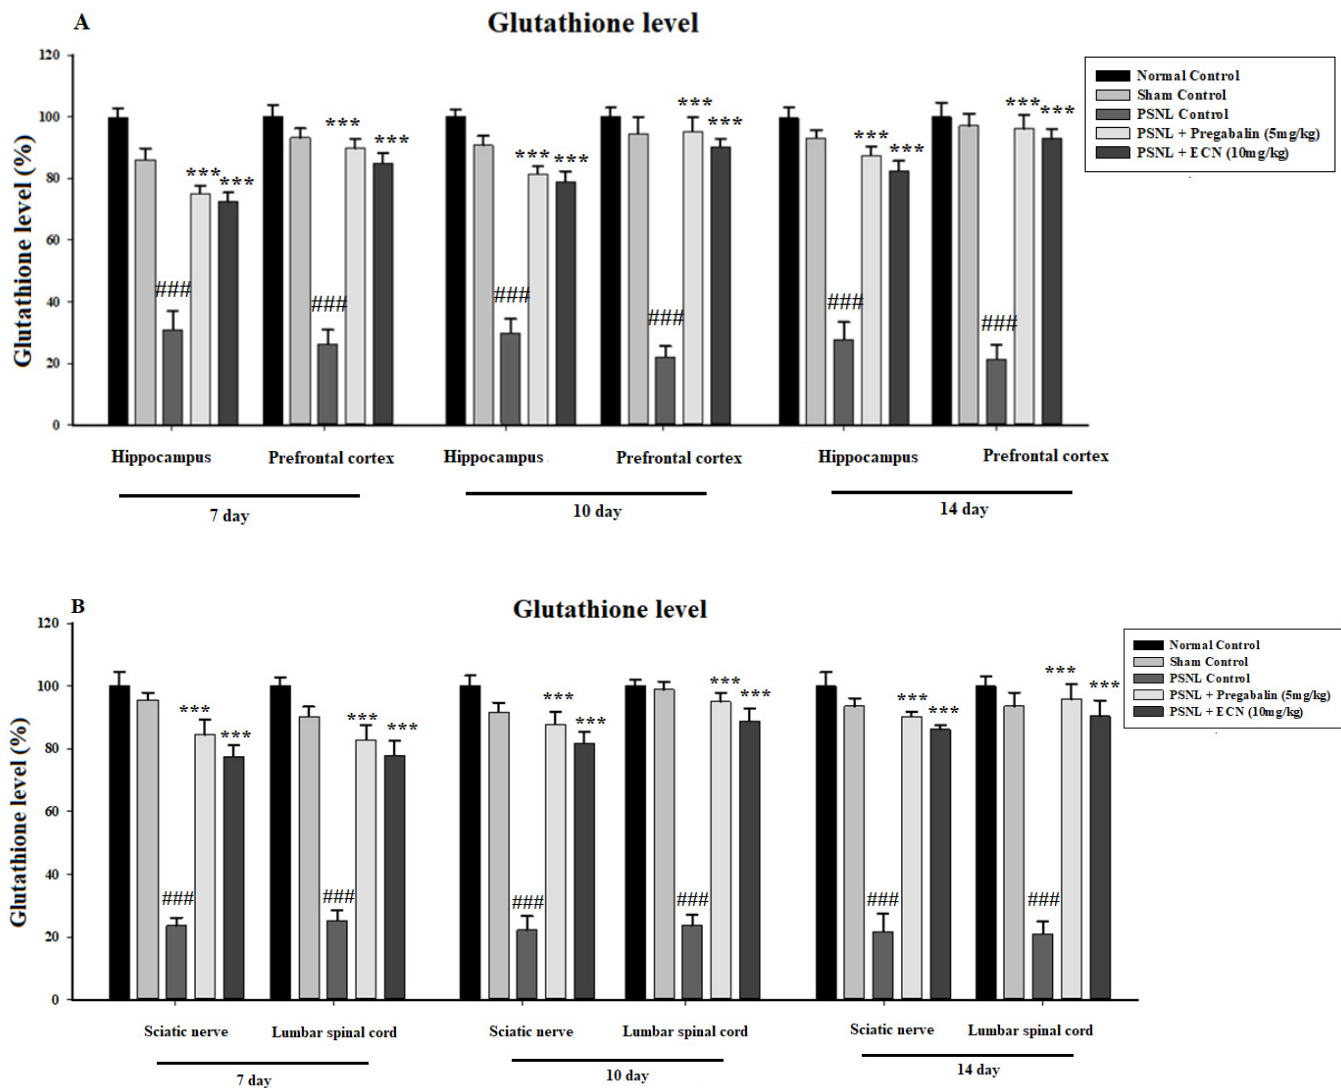 A
Glutathione level
Glutathione level (%)
120
100
80
60
40
20
0
Normal Control
Sham Control
PSNL Control
PSNL + Pregabalin (5mg/kg)
PSNL + ECN (10mg/kg)
### *** ***
### *** ***
### *** ***
### *** ***
### *** ***
### *** ***
Hippocampus Prefrontal cortex Hippocampus Prefrontal cortex Hippocampus Prefrontal cortex
7 day 10 day 14 day
B
Glutathione level
Glutathione level (%)
120
100
80
60
40
20
0
Normal Control
Sham Control
PSNL Control
PSNL + Pregabalin (5mg/kg)
PSNL + ECN (10mg/kg)
### *** ***
### *** ***
### *** ***
### *** ***
### *** ***
### *** ***
Sciatic nerve Lumbar spinal cord Sciatic nerve Lumbar spinal cord Sciatic nerve Lumbar spinal cord
7 day 10 day 14 day